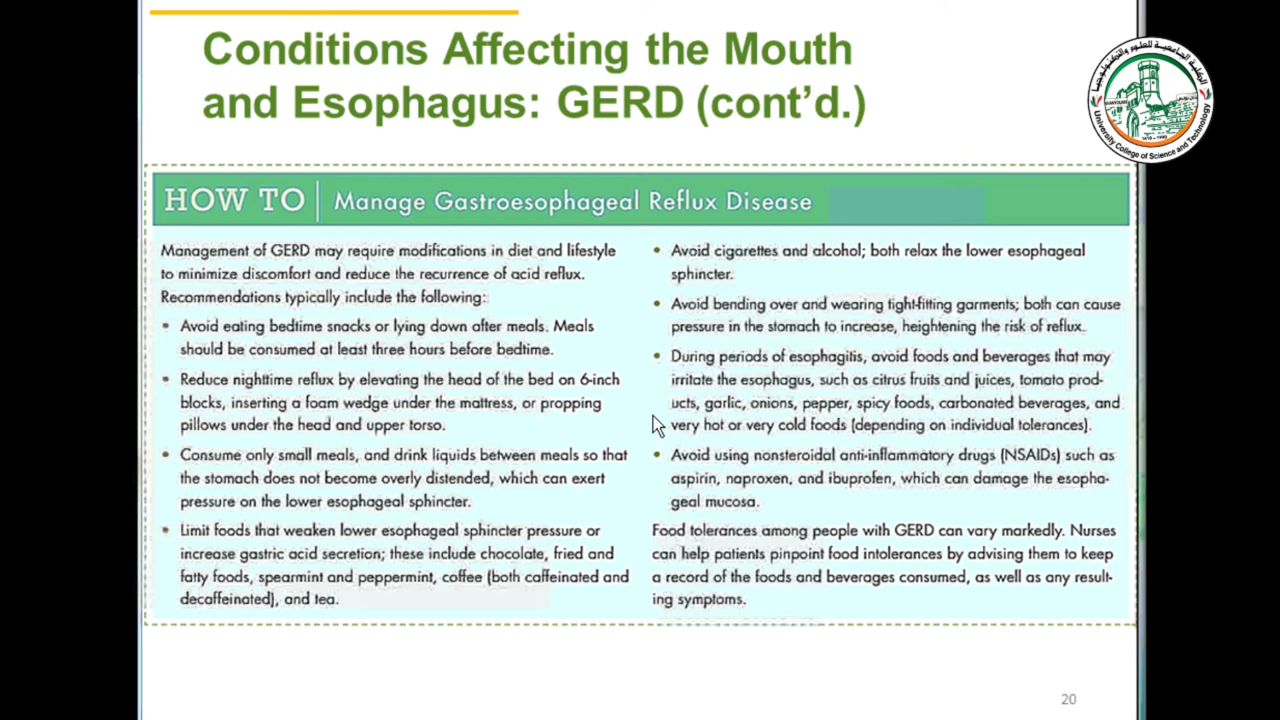 Conditions Affecting the Mouth
and Esophagus: GERD (cont'd.)
University College of Science and Technology
HOW TO | Manage Gastroesophageal Reflux Disease
Management of GERD may require modifications in diet and lifestyle
to minimize discomfort and reduce the recurrence of acid reflux.
Recommendations typically include the following:
• Avoid eating bedtime snacks or lying down after meals. Meals
should be consumed at least three hours before bedtime.
• Reduce nighttime reflux by elevating the head of the bed on 6-inch
blocks, inserting a foam wedge under the mattress, or propping
pillows under the head and upper torso.
• Consume only small meals, and drink liquids between meals so that
the stomach does not become overly distended, which can exert
pressure on the lower esophageal sphincter.
• Limit foods that weaken lower esophageal sphincter pressure or
increase gastric acid secretion; these include chocolate, fried and
fatty foods, spearmint and peppermint, coffee (both caffeinated and
decaffeinated), and tea.
• Avoid cigarettes and alcohol; both relax the lower esophageal
sphincter.
• Avoid bending over and wearing tight-fitting garments; both can cause
pressure in the stomach to increase, heightening the risk of reflux.
• During periods of esophagitis, avoid foods and beverages that may
irritate the esophagus, such as citrus fruits and juices, tomato prod-
ucts, garlic, onions, pepper, spicy foods, carbonated beverages, and
very hot or very cold foods (depending on individual tolerances).
• Avoid using nonsteroidal anti-inflammatory drugs (NSAIDs) such as
aspirin, naproxen, and ibuprofen, which can damage the esopha-
geal mucosa.
Food tolerances among people with GERD can vary markedly. Nurses
can help patients pinpoint food intolerances by advising them to keep
a record of the foods and beverages consumed, as well as any result-
ing symptoms.
20